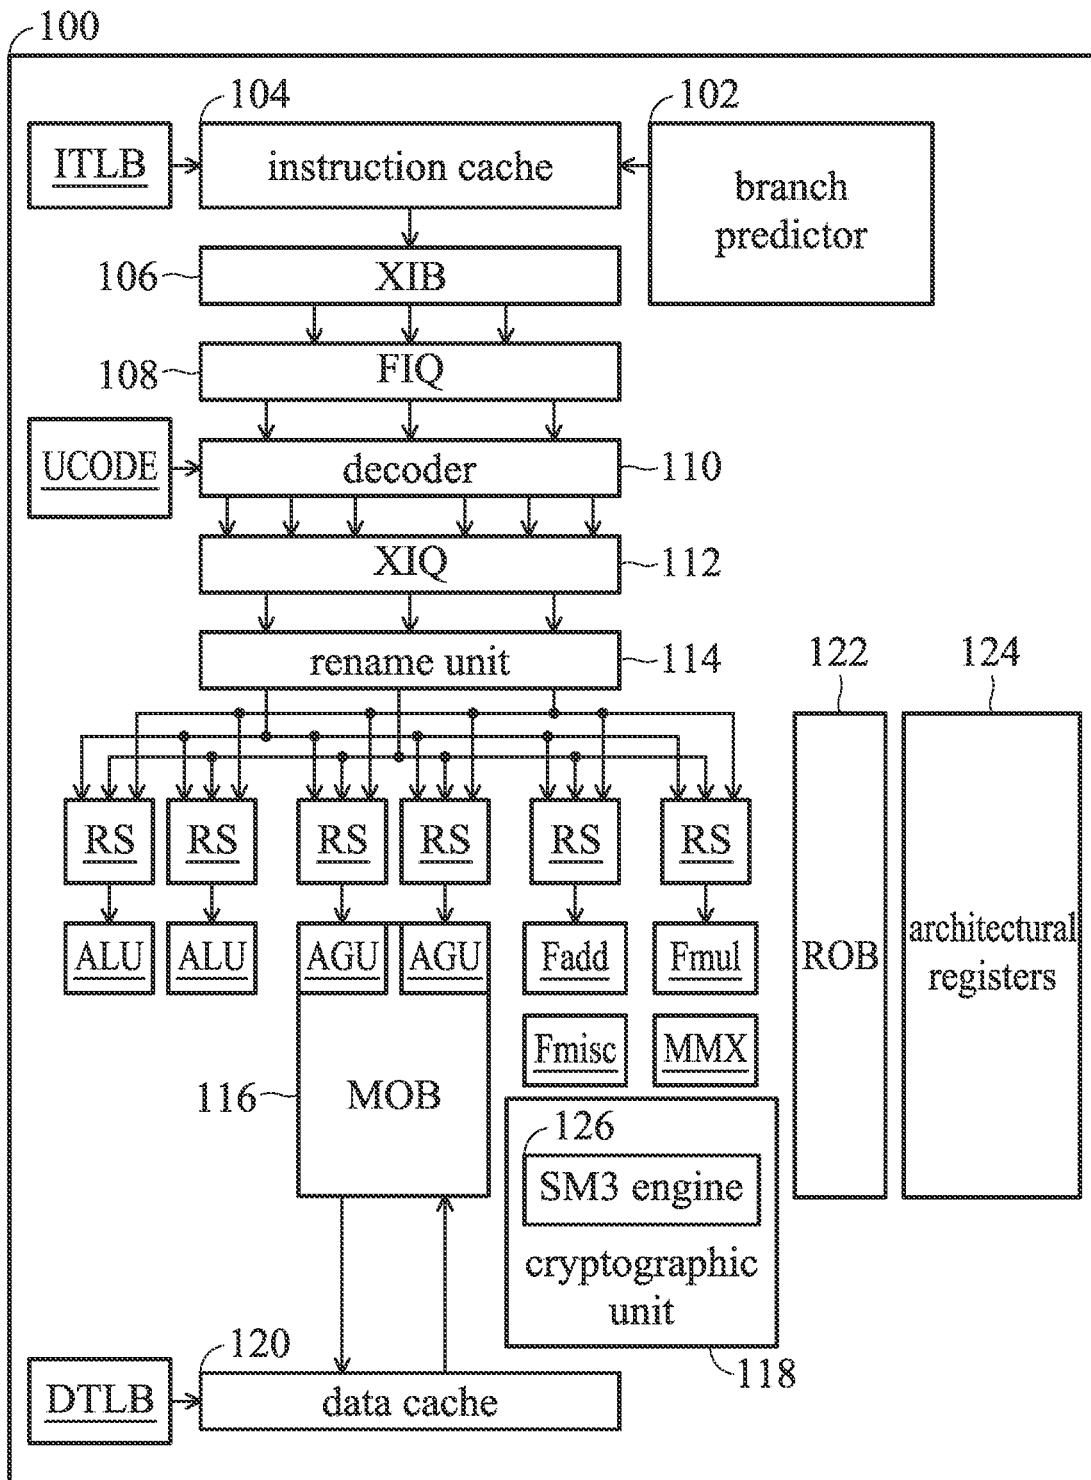 100
104
102
ITLB
instruction cache
branch
predictor
106
XIB
108
FIQ
UCODE
decoder
110
XIQ
112
rename unit
114
122
124
RS
RS
RS
RS
RS
RS
ALU
ALU
AGU
AGU
Fadd
Fmul
ROB
architectural
registers
Fmisc
MMX
116
MOB
126
SM3 engine
cryptographic
unit
118
120
DTLB
data cache